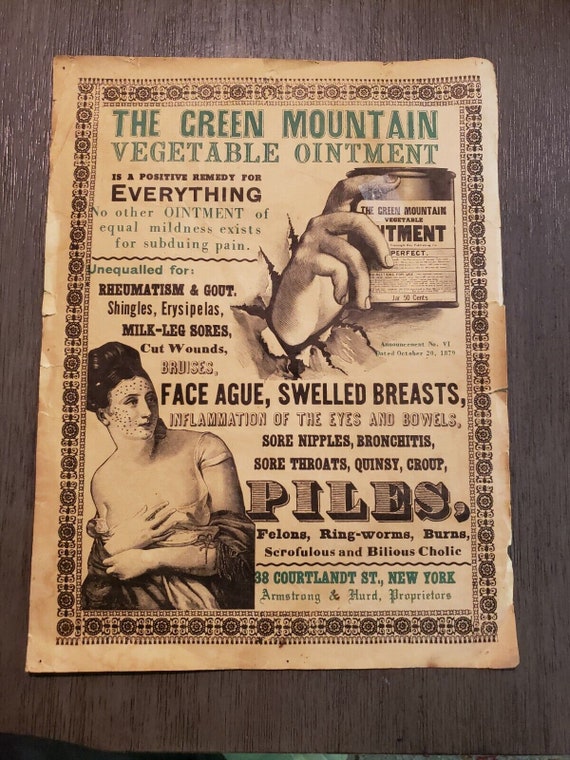 THE GREEN MOUNTAIN
VEGETABLE OINTMENT
IS A POSITIVE REMEDY FOR
EVERYTHING
No other OINTMENT of
equal mildness exists
for subduing pain.
THE GREEN MOUNTAIN
VEGETABLE
NTMENT
PERFECT.
Jar 50 Cents
Announcement No. VI
Dated October 20, 1879
Unequalled for:
RHEUMATISM & GOUT.
Shingles, Erysipelas,
MILK-LEG SORES,
Cut Wounds,
BRUISES,
FACE AGUE, SWELLED BREASTS,
INFLAMMATION OF THE EYES AND BOWELS,
SORE NIPPLES, BRONCHITIS,
SORE THROATS, QUINSY, CROUP,
PILES,
Felons, Ring-worms, Burns,
Scrofulous and Bilious Cholic
38 COURTLANDT ST., NEW YORK
Armstrong & Hurd, Proprietors